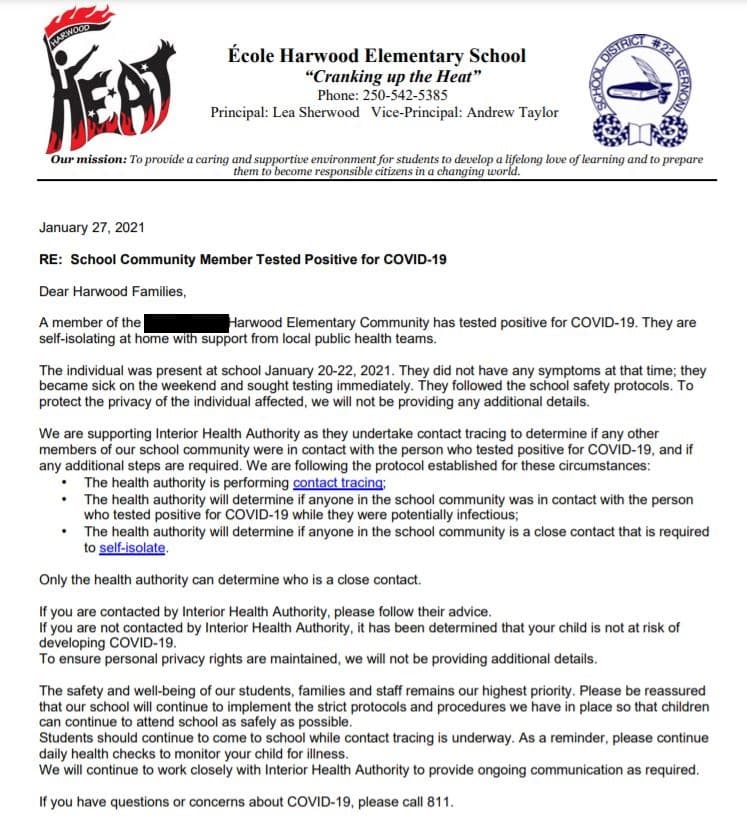 HARWOOD
HEAT
École Harwood Elementary School
“Cranking up the Heat”
Phone: 250-542-5385
Principal: Lea Sherwood Vice-Principal: Andrew Taylor
SCHOOL DISTRICT #22 (VERNON)
Our mission: To provide a caring and supportive environment for students to develop a lifelong love of learning and to prepare
them to become responsible citizens in a changing world.
January 27, 2021
RE: School Community Member Tested Positive for COVID-19
Dear Harwood Families,
A member of the Harwood Elementary Community has tested positive for COVID-19. They are
self-isolating at home with support from local public health teams.
The individual was present at school January 20-22, 2021. They did not have any symptoms at that time; they
became sick on the weekend and sought testing immediately. They followed the school safety protocols. To
protect the privacy of the individual affected, we will not be providing any additional details.
We are supporting Interior Health Authority as they undertake contact tracing to determine if any other
members of our school community were in contact with the person who tested positive for COVID-19, and if
any additional steps are required. We are following the protocol established for these circumstances:
• The health authority is performing contact tracing;
• The health authority will determine if anyone in the school community was in contact with the person
who tested positive for COVID-19 while they were potentially infectious;
• The health authority will determine if anyone in the school community is a close contact that is required
to self-isolate.
Only the health authority can determine who is a close contact.
If you are contacted by Interior Health Authority, please follow their advice.
If you are not contacted by Interior Health Authority, it has been determined that your child is not at risk of
developing COVID-19.
To ensure personal privacy rights are maintained, we will not be providing additional details.
The safety and well-being of our students, families and staff remains our highest priority. Please be reassured
that our school will continue to implement the strict protocols and procedures we have in place so that children
can continue to attend school as safely as possible.
Students should continue to come to school while contact tracing is underway. As a reminder, please continue
daily health checks to monitor your child for illness.
We will continue to work closely with Interior Health Authority to provide ongoing communication as required.
If you have questions or concerns about COVID-19, please call 811.